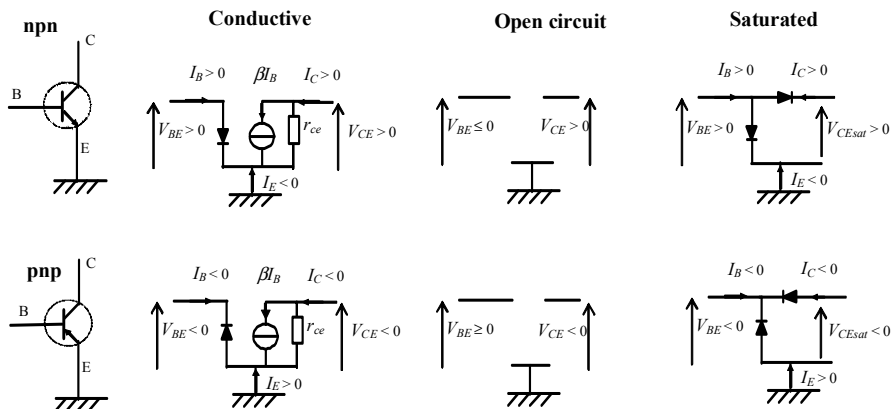 npn Conductive Open circuit Saturated
C
B
E
I_B > 0 βI_B I_C > 0
V_BE > 0 r_ce V_CE > 0
I_E < 0
V_BE ≤ 0 V_CE > 0
I_B > 0 I_C > 0
V_BE > 0 V_CEsat > 0
I_E < 0
pnp
C
B
E
I_B < 0 βI_B I_C < 0
V_BE < 0 r_ce V_CE < 0
I_E > 0
V_BE ≥ 0 V_CE < 0
I_B < 0 I_C < 0
V_BE < 0 V_CEsat < 0
I_E > 0